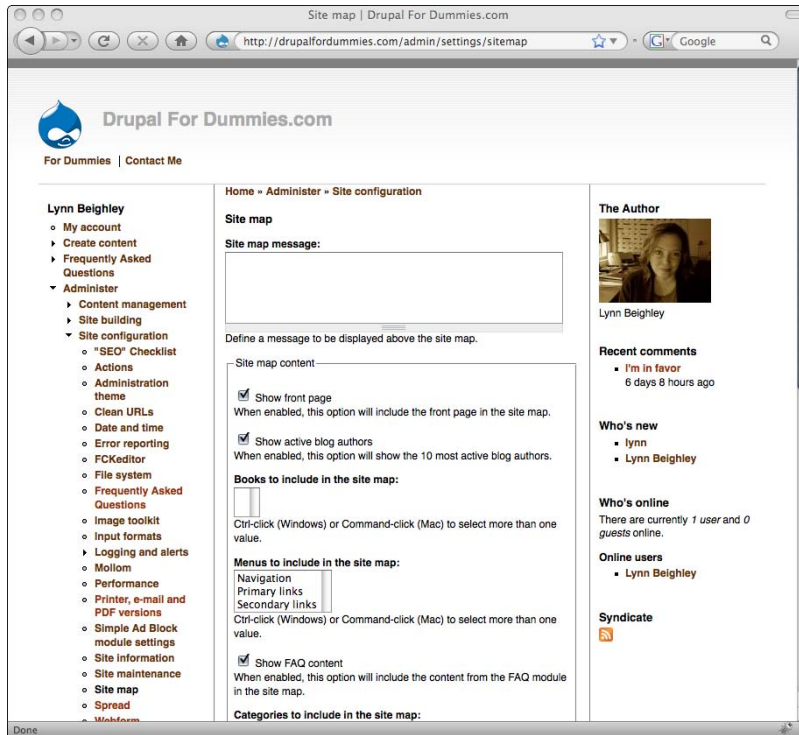 Site map | Drupal For Dummies.com
http://drupalfordummies.com/admin/settings/sitemap
G
Google
Drupal For Dummies.com
For Dummies | Contact Me
Lynn Beighley
My account
Create content
Frequently Asked
Questions
Administer
Content management
Site building
Site configuration
"SEO" Checklist
Actions
Administration
theme
Clean URLs
Date and time
Error reporting
FCKeditor
File system
Frequently Asked
Questions
Image toolkit
Input formats
Logging and alerts
Mollom
Performance
Printer, e-mail and
PDF versions
Simple Ad Block
module settings
Site information
Site maintenance
Site map
Spread
Webform
Home » Administer » Site configuration
Site map
Site map message:
Define a message to be displayed above the site map.
Site map content
Show front page
When enabled, this option will include the front page in the site map.
Show active blog authors
When enabled, this option will show the 10 most active blog authors.
Books to include in the site map:
Ctrl-click (Windows) or Command-click (Mac) to select more than one
value.
Menus to include in the site map:
Navigation
Primary links
Secondary links
Ctrl-click (Windows) or Command-click (Mac) to select more than one
value.
Show FAQ content
When enabled, this option will include the content from the FAQ module
in the site map.
Categories to include in the site map:
The Author
Lynn Beighley
Recent comments
I'm in favor
6 days 8 hours ago
Who's new
lynn
Lynn Beighley
Who's online
There are currently 1 user and 0
guests online.
Online users
Lynn Beighley
Syndicate
Done